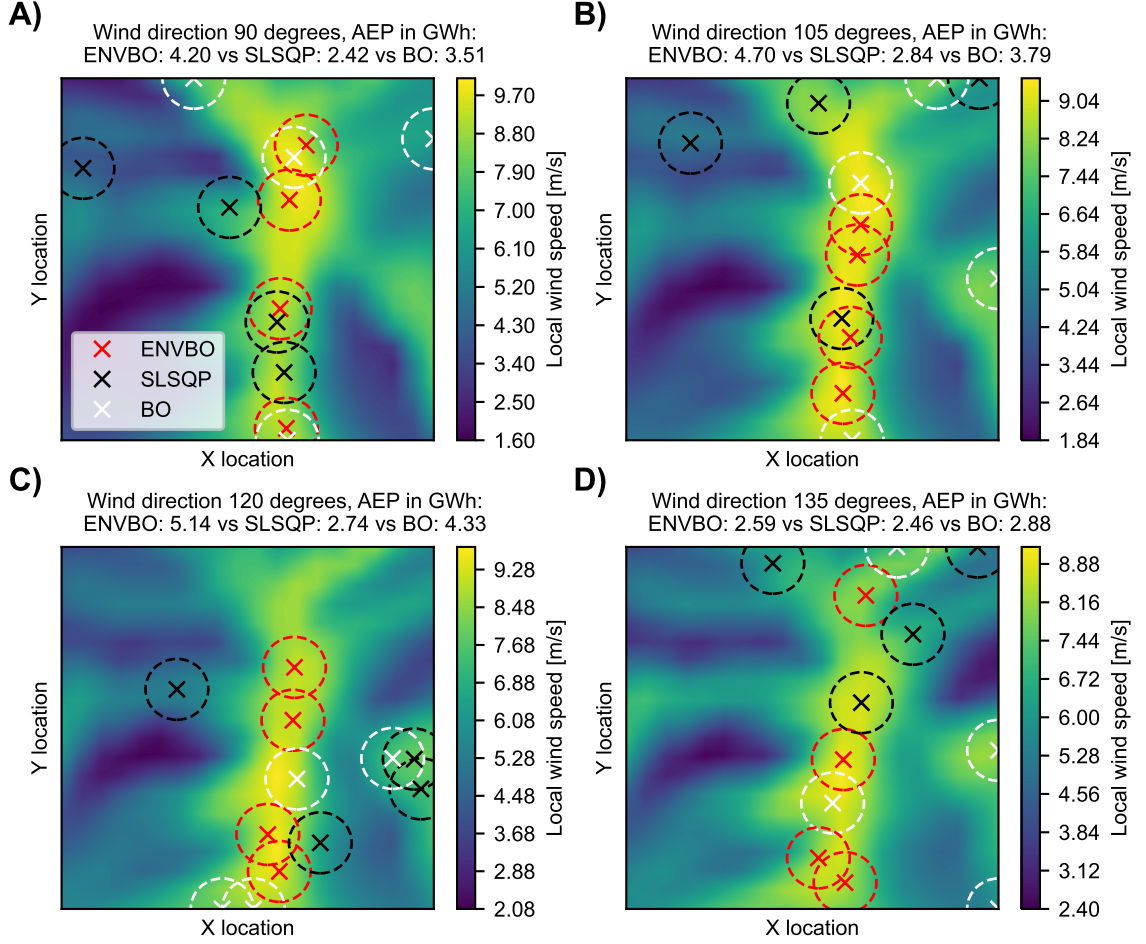 A)
Wind direction 90 degrees, AEP in GWh:
ENVBO: 4.20 vs SLSQP: 2.42 vs BO: 3.51
Y location
X location
ENVBO
SLSQP
BO
9.70
8.80
7.90
7.00
6.10
5.20
4.30
3.40
2.50
1.60
Local wind speed [m/s]
B)
Wind direction 105 degrees, AEP in GWh:
ENVBO: 4.70 vs SLSQP: 2.84 vs BO: 3.79
Y location
X location
9.04
8.24
7.44
6.64
5.84
5.04
4.24
3.44
2.64
1.84
Local wind speed [m/s]
C)
Wind direction 120 degrees, AEP in GWh:
ENVBO: 5.14 vs SLSQP: 2.74 vs BO: 4.33
Y location
X location
9.28
8.48
7.68
6.88
6.08
5.28
4.48
3.68
2.88
2.08
Local wind speed [m/s]
D)
Wind direction 135 degrees, AEP in GWh:
ENVBO: 2.59 vs SLSQP: 2.46 vs BO: 2.88
Y location
X location
8.88
8.16
7.44
6.72
6.00
5.28
4.56
3.84
3.12
2.40
Local wind speed [m/s]